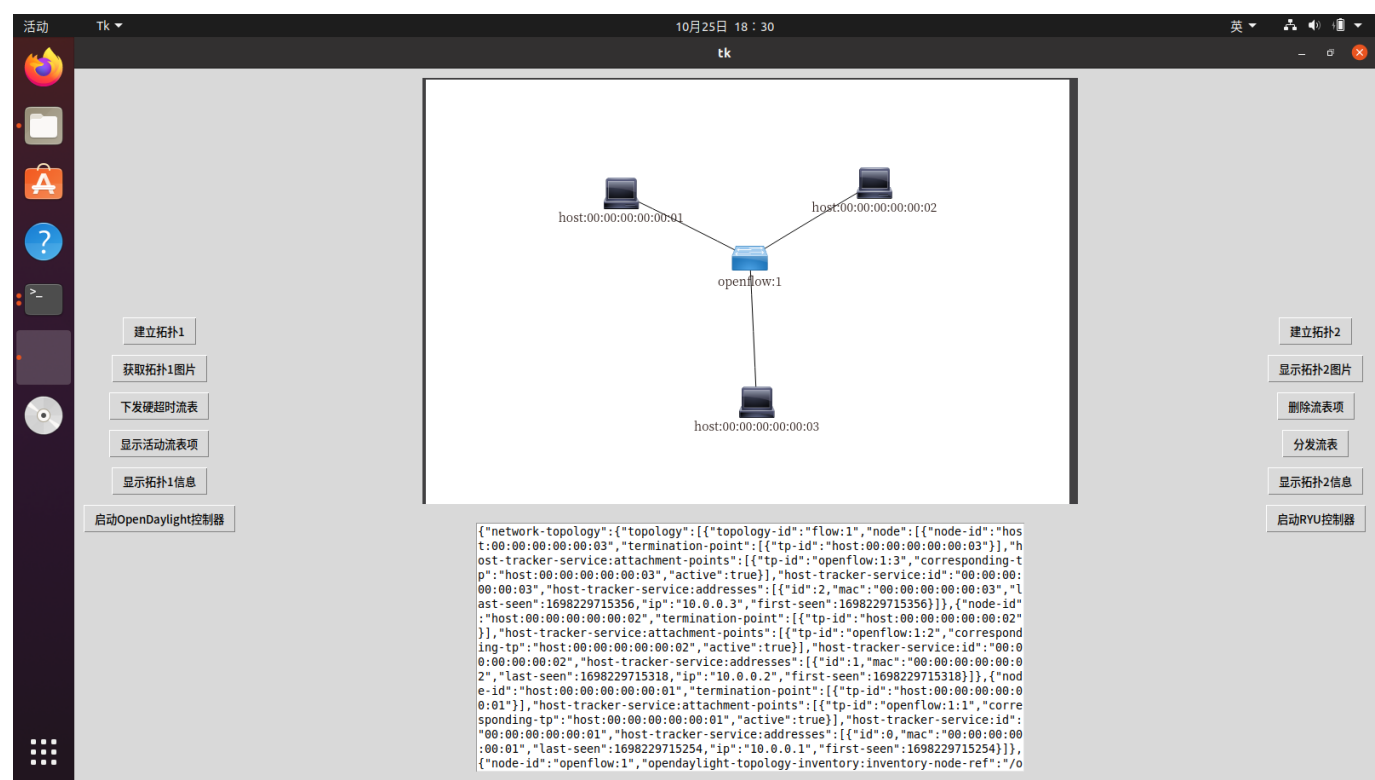 活动
Tk
10月25日 18：30
英
tk
host:00:00:00:00:00:01
host:00:00:00:00:00:02
openflow:1
host:00:00:00:00:00:03
建立拓扑1
获取拓扑1图片
下发硬超时流表
显示活动流表项
显示拓扑1信息
启动OpenDaylight控制器
建立拓扑2
显示拓扑2图片
删除流表项
分发流表
显示拓扑2信息
启动RYU控制器
{"network-topology":{"topology":[{"topology-id":"flow:1","node":[{"node-id":"hos
t:00:00:00:00:00:03","termination-point":[{"tp-id":"host:00:00:00:00:00:03"}],"h
ost-tracker-service:attachment-points":[{"tp-id":"openflow:1:3","corresponding-t
p":"host:00:00:00:00:00:03","active":true}],"host-tracker-service:id":"00:00:00:
00:00:03","host-tracker-service:addresses":[{"id":2,"mac":"00:00:00:00:00:03","l
ast-seen":1698229715356,"ip":"10.0.0.3","first-seen":1698229715356}]},{"node-id"
:"host:00:00:00:00:00:02","termination-point":[{"tp-id":"host:00:00:00:00:00:02"
}],"host-tracker-service:attachment-points":[{"tp-id":"openflow:1:2","correspond
ing-tp":"host:00:00:00:00:00:02","active":true}],"host-tracker-service:id":"00:0
0:00:00:00:02","host-tracker-service:addresses":[{"id":1,"mac":"00:00:00:00:00:0
2","last-seen":1698229715318,"ip":"10.0.0.2","first-seen":1698229715318}]},{"nod
e-id":"host:00:00:00:00:00:01","termination-point":[{"tp-id":"host:00:00:00:00:0
0:01"}],"host-tracker-service:attachment-points":[{"tp-id":"openflow:1:1","corre
sponding-tp":"host:00:00:00:00:00:01","active":true}],"host-tracker-service:id":
"00:00:00:00:00:01","host-tracker-service:addresses":[{"id":0,"mac":"00:00:00:00
:00:01","last-seen":1698229715254,"ip":"10.0.0.1","first-seen":1698229715254}]},
{"node-id":"openflow:1","opendaylight-topology-inventory:inventory-node-ref":"/o